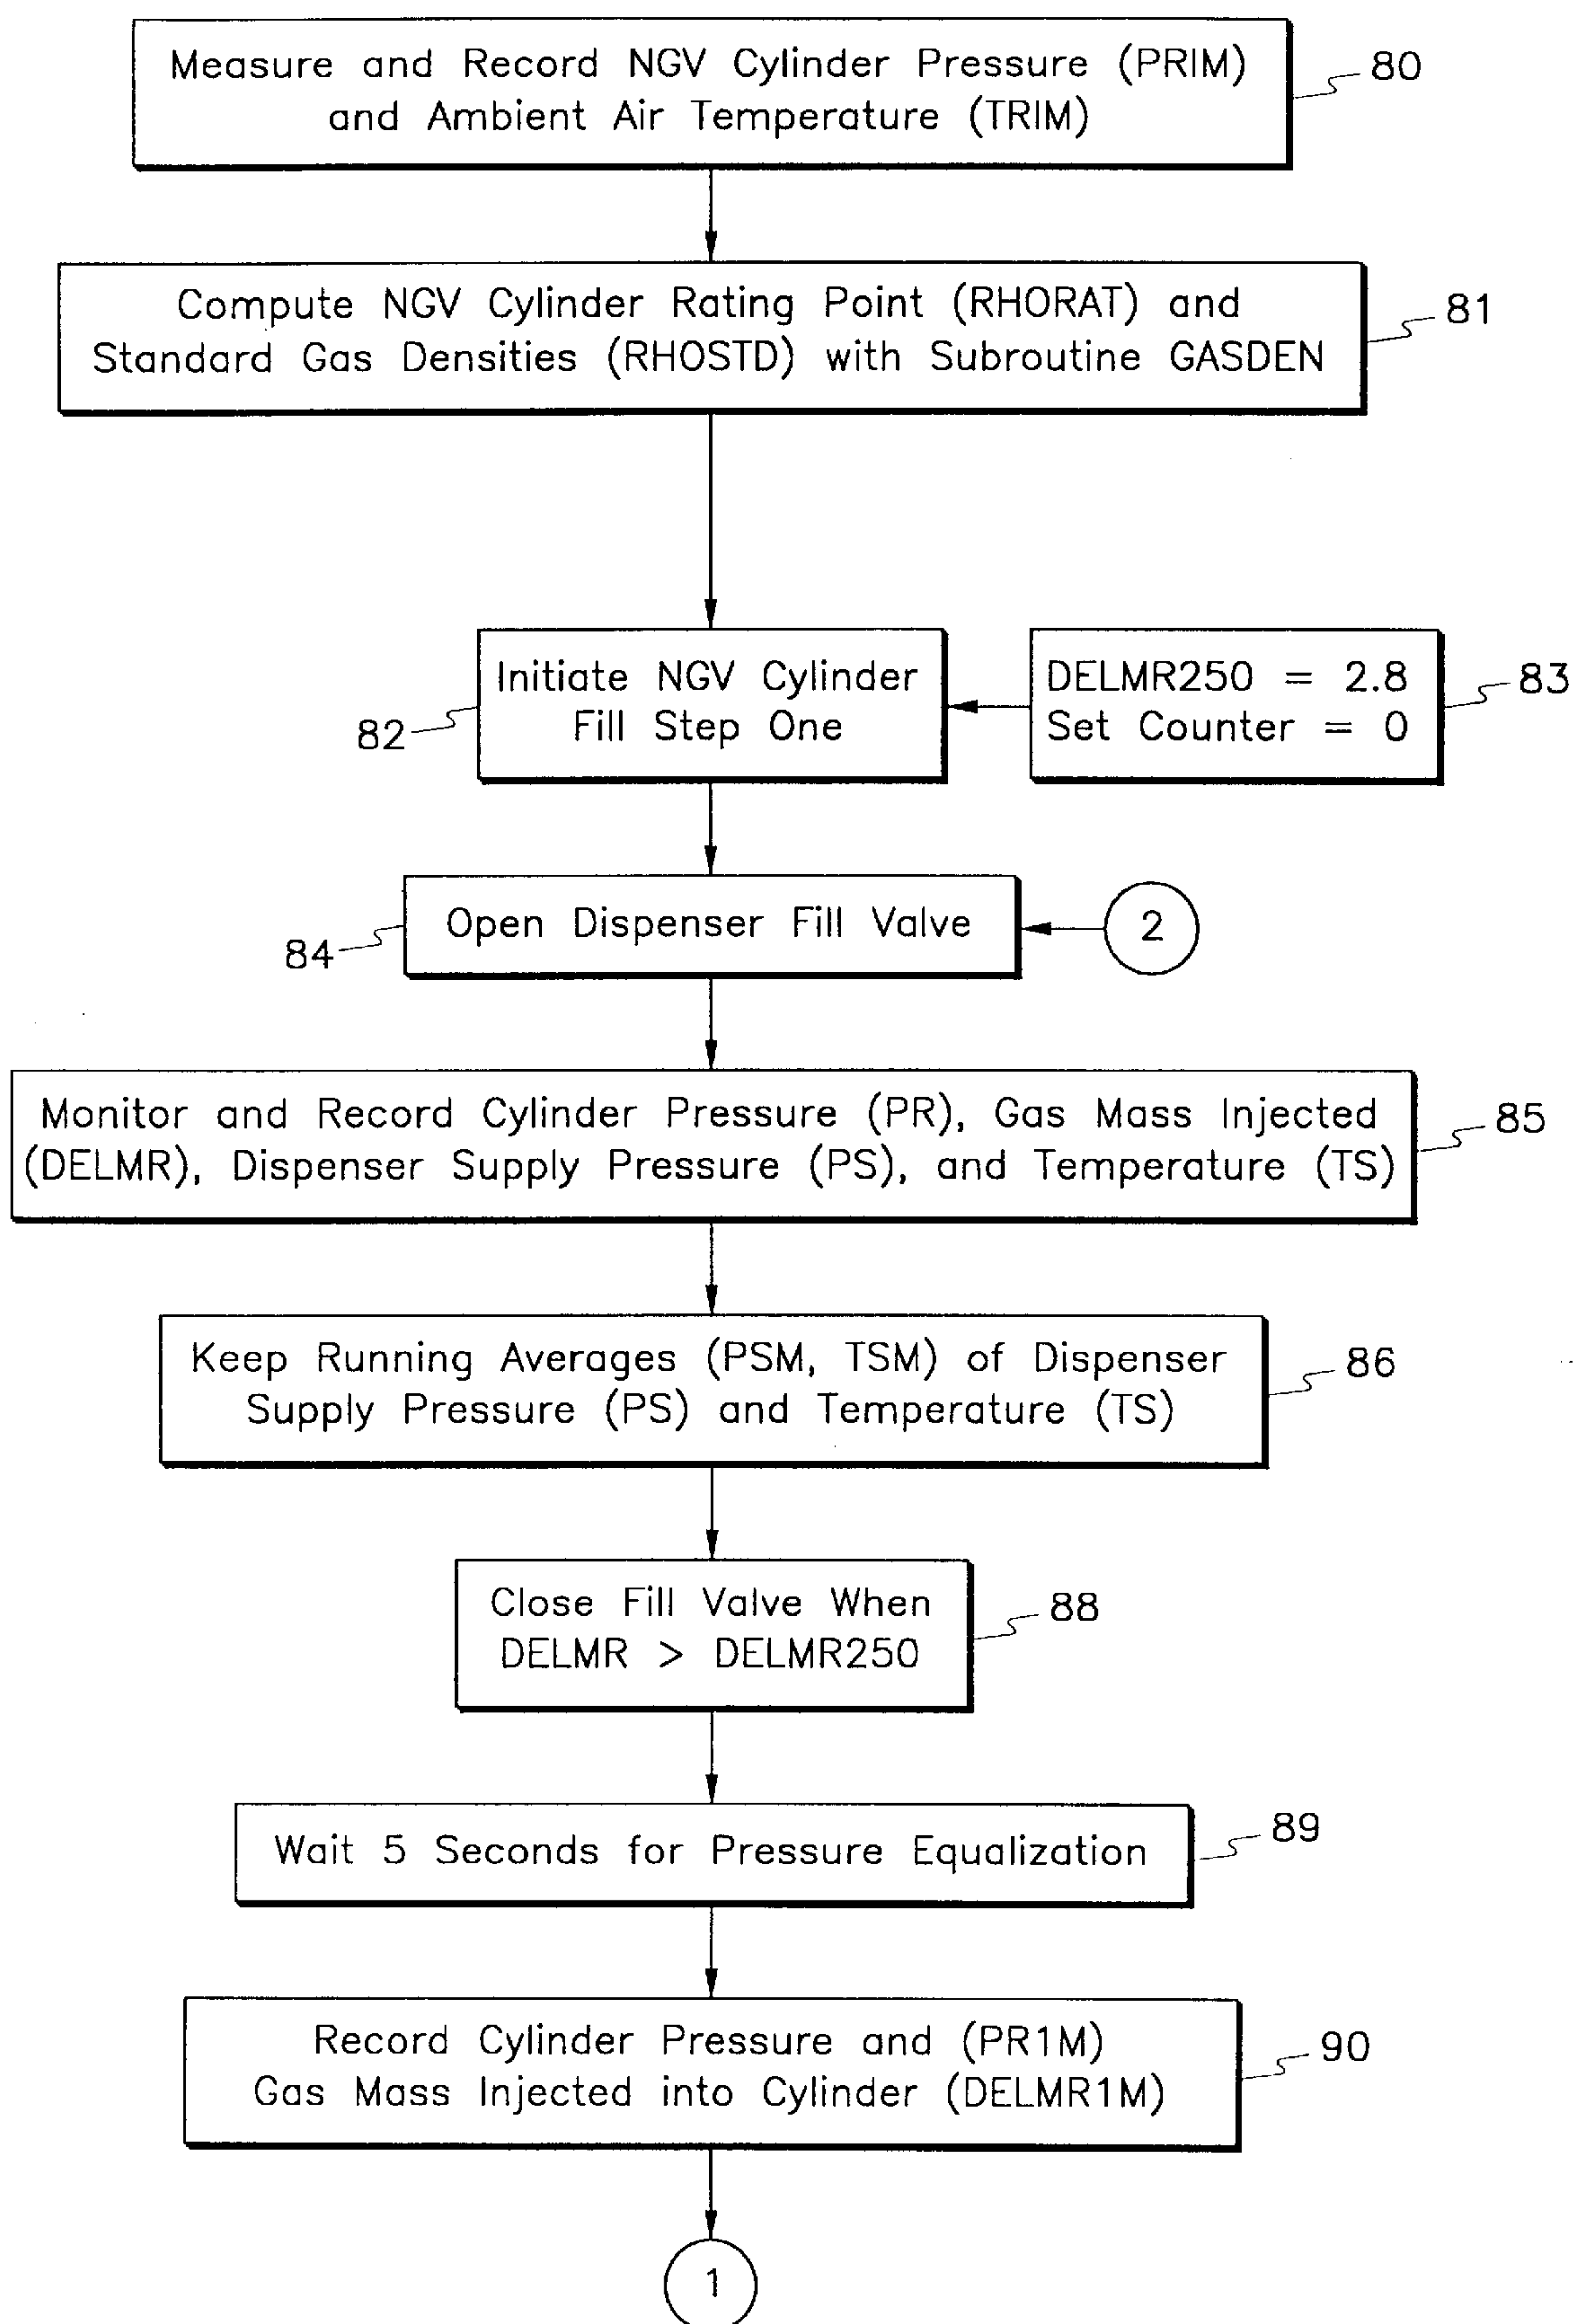 Measure and Record NGV Cylinder Pressure (PRIM)
and Ambient Air Temperature (TRIM)
80
Compute NGV Cylinder Rating Point (RHORAT) and
Standard Gas Densities (RHOSTD) with Subroutine GASDEN
81
Initiate NGV Cylinder
Fill Step One
82
DELMR250 = 2.8
Set Counter = 0
83
Open Dispenser Fill Valve
84
2
Monitor and Record Cylinder Pressure (PR), Gas Mass Injected
(DELMR), Dispenser Supply Pressure (PS), and Temperature (TS)
85
Keep Running Averages (PSM, TSM) of Dispenser
Supply Pressure (PS) and Temperature (TS)
86
Close Fill Valve When
DELMR > DELMR250
88
Wait 5 Seconds for Pressure Equalization
89
Record Cylinder Pressure and (PR1M)
Gas Mass Injected into Cylinder (DELMR1M)
90
1